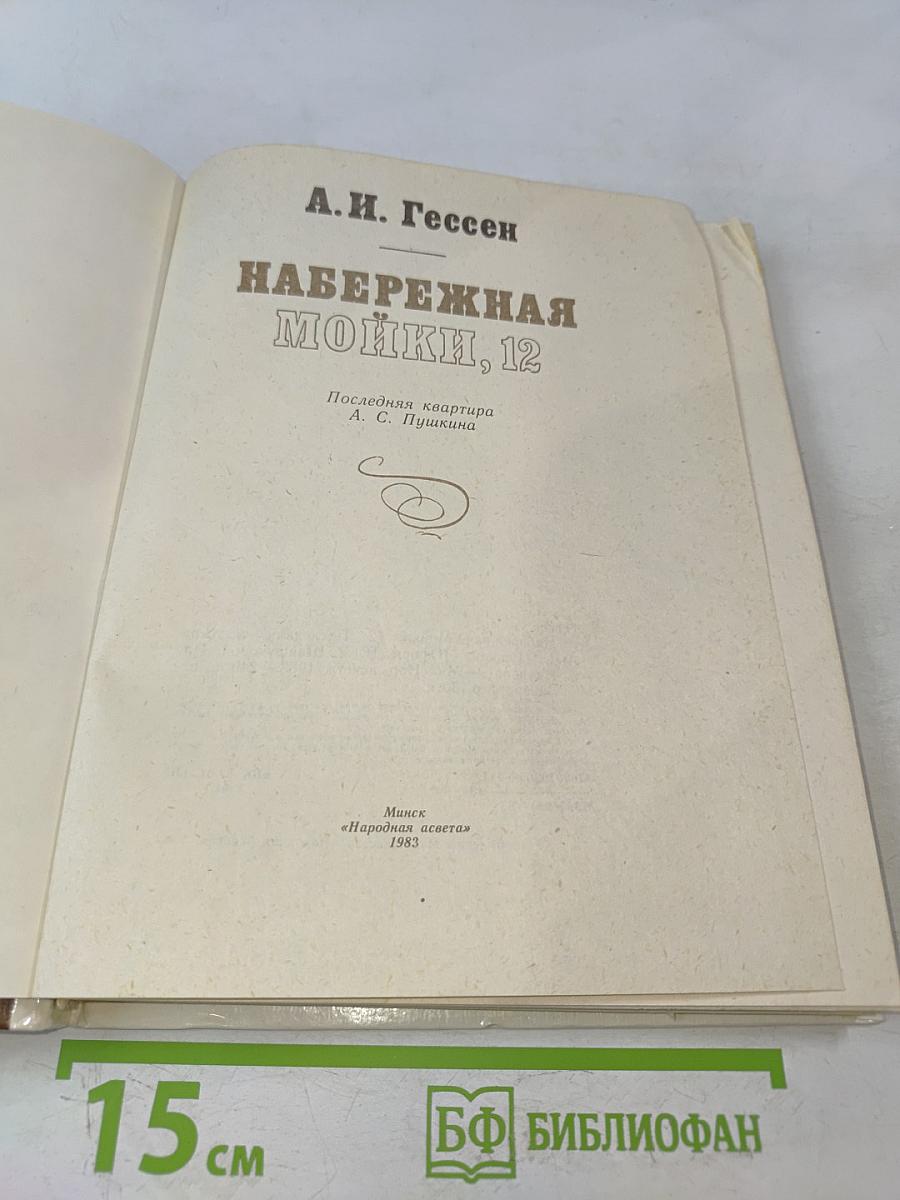 А. И. Гессен
НАБЕРЕЖНАЯ
МОЙКИ, 12
Последняя квартира
А. С. Пушкина
Минск
«Народная асвета»
1983
15 см
БФ БИБЛИОФАН